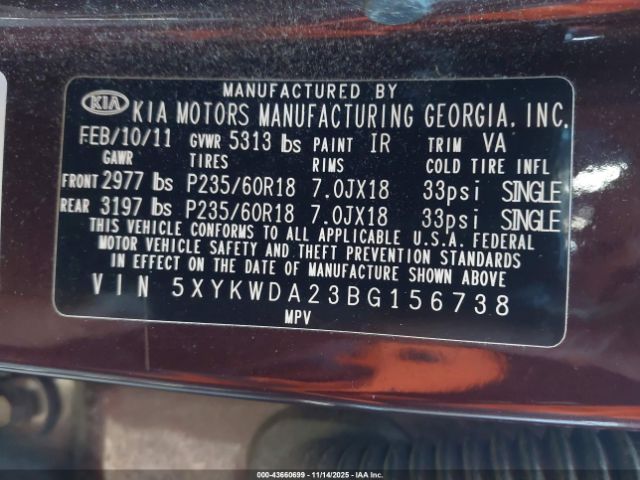 MANUFACTURED BY
KIA KIA MOTORS MANUFACTURING GEORGIA, INC.
FEB/10/11 GVWR 5313 lbs PAINT IR TRIM VA
GAWR TIRES RIMS COLD TIRE INFL
FRONT 2977 lbs P235/60R18 7.0JX18 33psi SINGLE
REAR 3197 lbs P235/60R18 7.0JX18 33psi SINGLE
THIS VEHICLE CONFORMS TO ALL APPLICABLE U.S.A. FEDERAL
MOTOR VEHICLE SAFETY AND THEFT PREVENTION STANDARDS
IN EFFECT ON THE DATE OF MANUFACTURE SHOWN ABOVE
VIN 5XYKWDA23BG156738
MPV
000-43660699 - 11/14/2025 - IAA Inc.